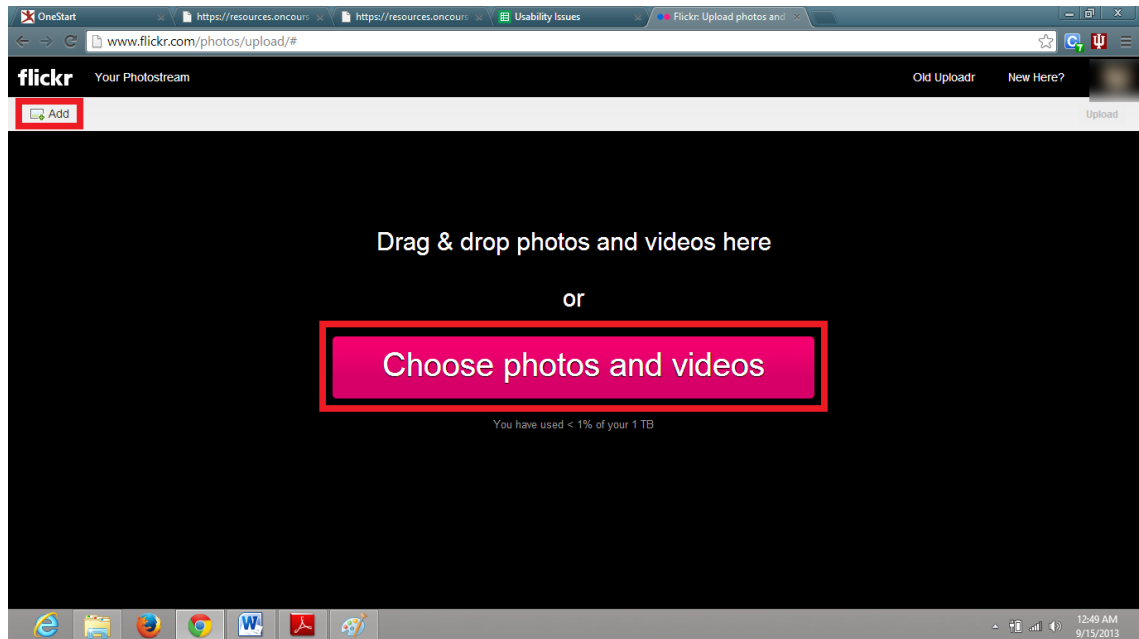 OneStart
https://resources.oncours
https://resources.oncours
Usability Issues
Flickr: Upload photos and
www.flickr.com/photos/upload/#
flickr
Your Photostream
Old Uploadr
New Here?
Add
Upload
Drag & drop photos and videos here
or
Choose photos and videos
You have used < 1% of your 1 TB
12:49 AM
9/15/2013